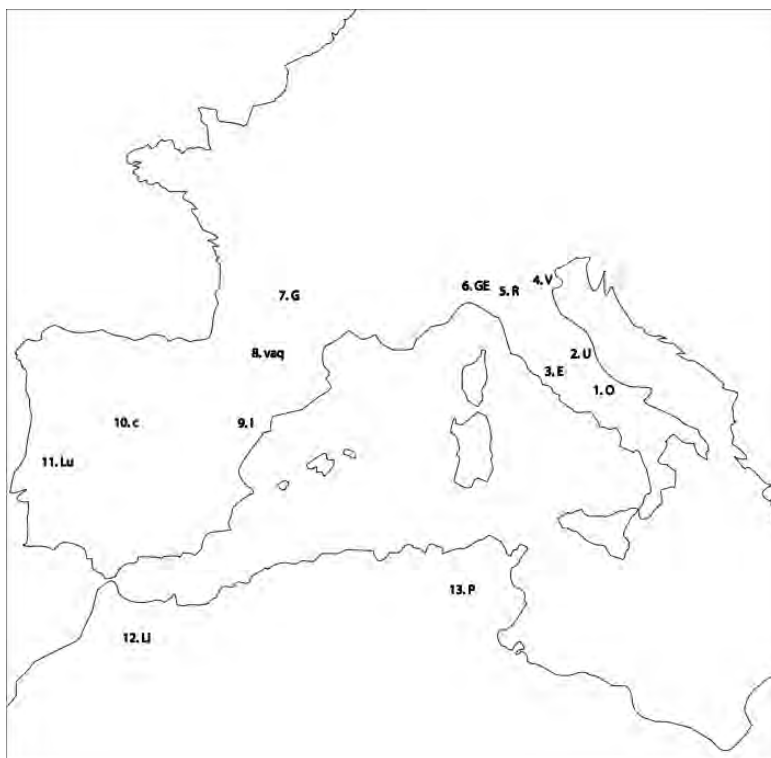 4. V
6. GE
5. R
7. G
8. vaq
2. U
3. E
1. O
10. c
9. I
11. Lu
13. P
12. LI